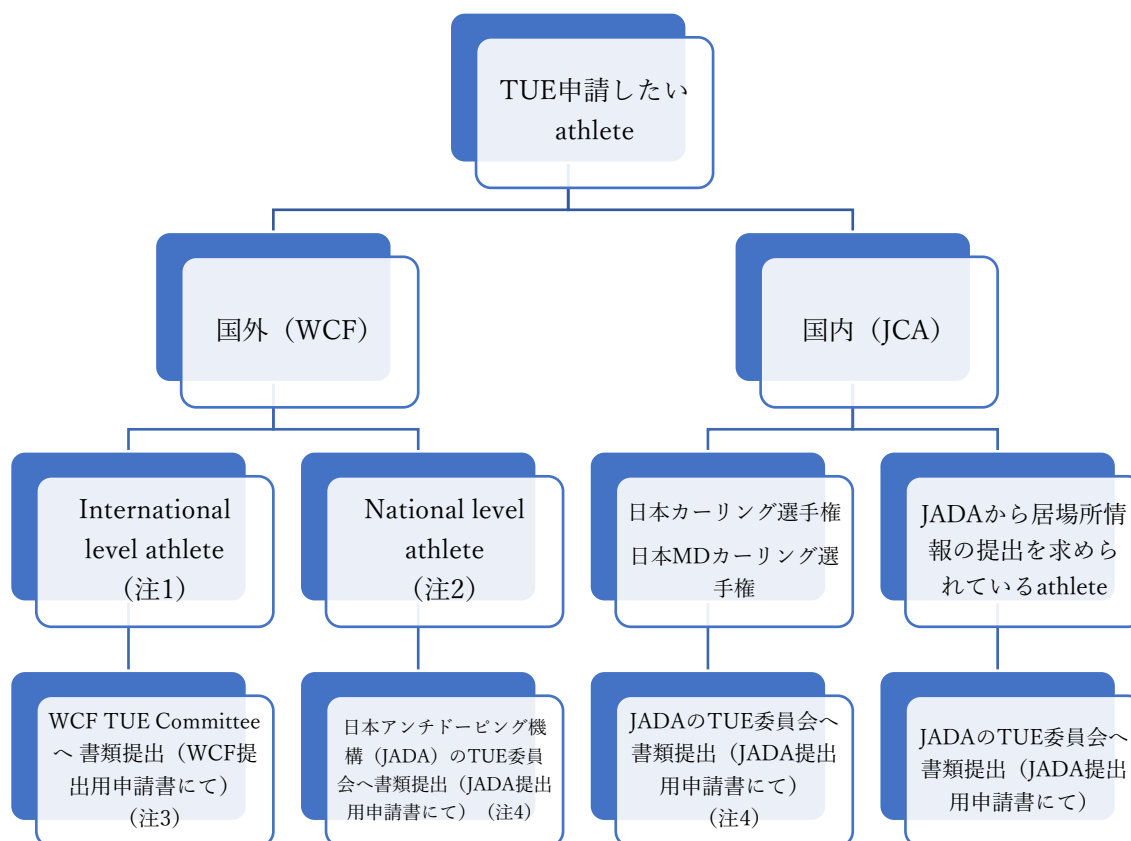 TUE申請したい
athlete
国外（WCF）
国内（JCA）
International
level athlete
（注1）
National level
athlete
（注2）
日本カーリング選手権
日本MDカーリング選
手権
JADAから居場所情
報の提出を求めら
れているathlete
WCF TUE Committee
へ 書類提出（WCF提
出用申請書にて）
（注3）
日本アンチドーピング機
構（JADA）のTUE委員
会へ書類提出（JADA提出
用申請書にて）（注4）
JADAのTUE委員会へ
書類提出（JADA提出
用申請書にて）
（注4）
JADAのTUE委員会へ
書類提出（JADA提出
用申請書にて）